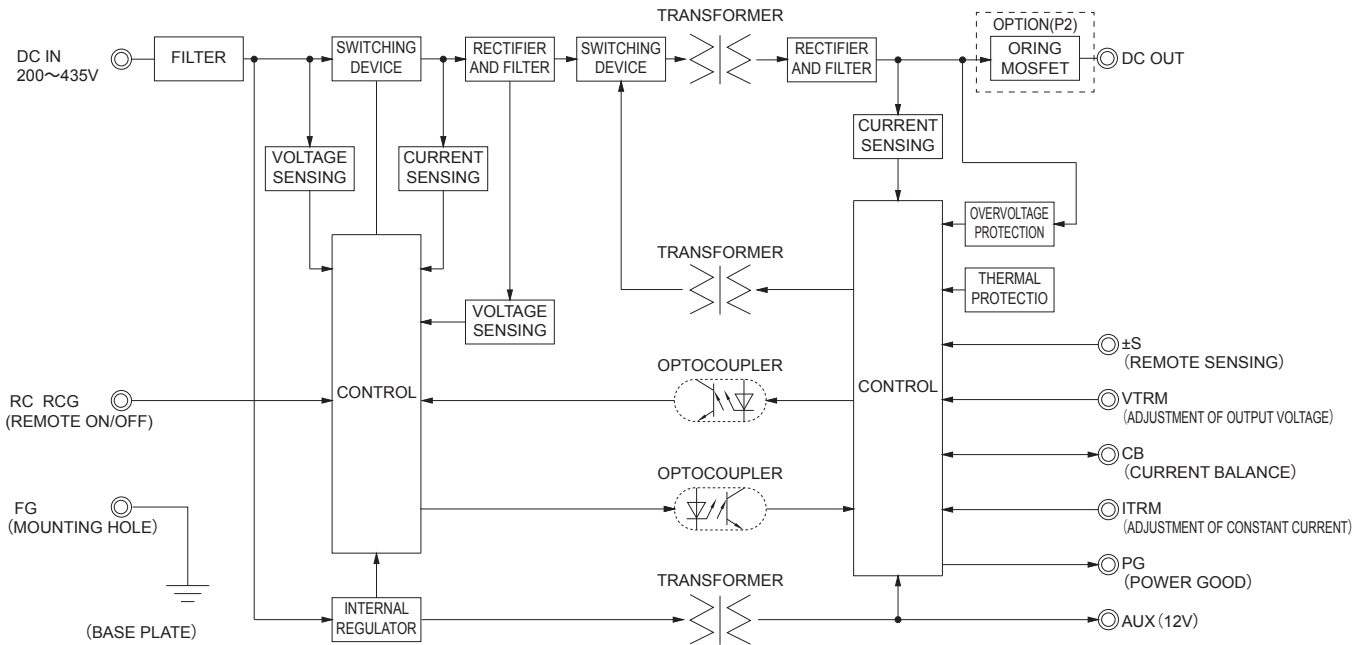 TRANSFORMER
OPTION(P2)
DC IN
200～435V
FILTER
SWITCHING
DEVICE
RECTIFIER
AND FILTER
SWITCHING
DEVICE
RECTIFIER
AND FILTER
ORING
MOSFET
DC OUT
VOLTAGE
SENSING
CURRENT
SENSING
CURRENT
SENSING
OVERVOLTAGE
PROTECTION
TRANSFORMER
THERMAL
PROTECTIO
VOLTAGE
SENSING
±S
(REMOTE SENSING)
OPTOCOUPLER
CONTROL
CONTROL
RC RCG
(REMOTE ON/OFF)
VTRM
(ADJUSTMENT OF OUTPUT VOLTAGE)
CB
(CURRENT BALANCE)
OPTOCOUPLER
FG
(MOUNTING HOLE)
ITRM
(ADJUSTMENT OF CONSTANT CURRENT)
PG
(POWER GOOD)
TRANSFORMER
INTERNAL
REGULATOR
AUX(12V)
(BASE PLATE)